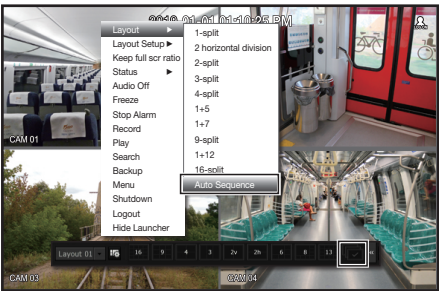 2018-01-01 01:10:25 PM
Layout ▶
Layout Setup ▶
Keep full scr ratio
Status ▶
Audio Off
Freeze
Stop Alarm
Record
Play
Search
Backup
Menu
Shutdown
Logout
Hide Launcher
1-split
2 horizontal division
2-split
3-split
4-split
1+5
1+7
9-split
1+12
16-split
Auto Sequence
CAM 01
Layout 01
16 9 4 3 2v 2h 6 8 13 «
CAM 03
CAM 04